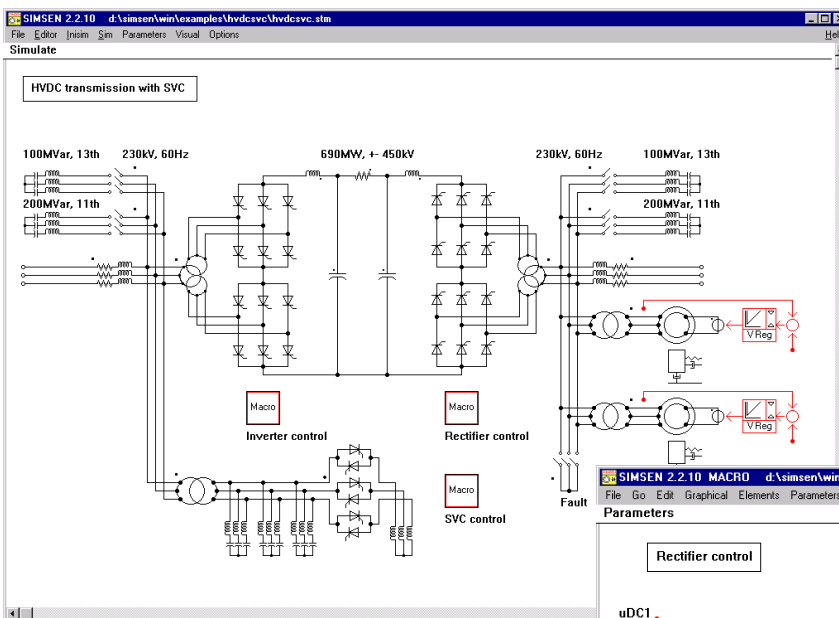 SIMSEN 2.2.10 d:\simsen\win\examples\hvdcsvc\hvdcsvc.stm
File Editor Inisim Sim Parameters Visual Options
Simulate
HVDC transmission with SVC
100MVar, 13th 230kV, 60Hz 690MW, +- 450kV 230kV, 60Hz 100MVar, 13th
200MVar, 11th 200MVar, 11th
V Reg
Macro Macro
Inverter control Rectifier control
V Reg
Macro
SVC control
Fault
SIMSEN 2.2.10 MACRO d:\simsen\win
File Go Edit Graphical Elements Parameters
Parameters
Rectifier control
uDC1